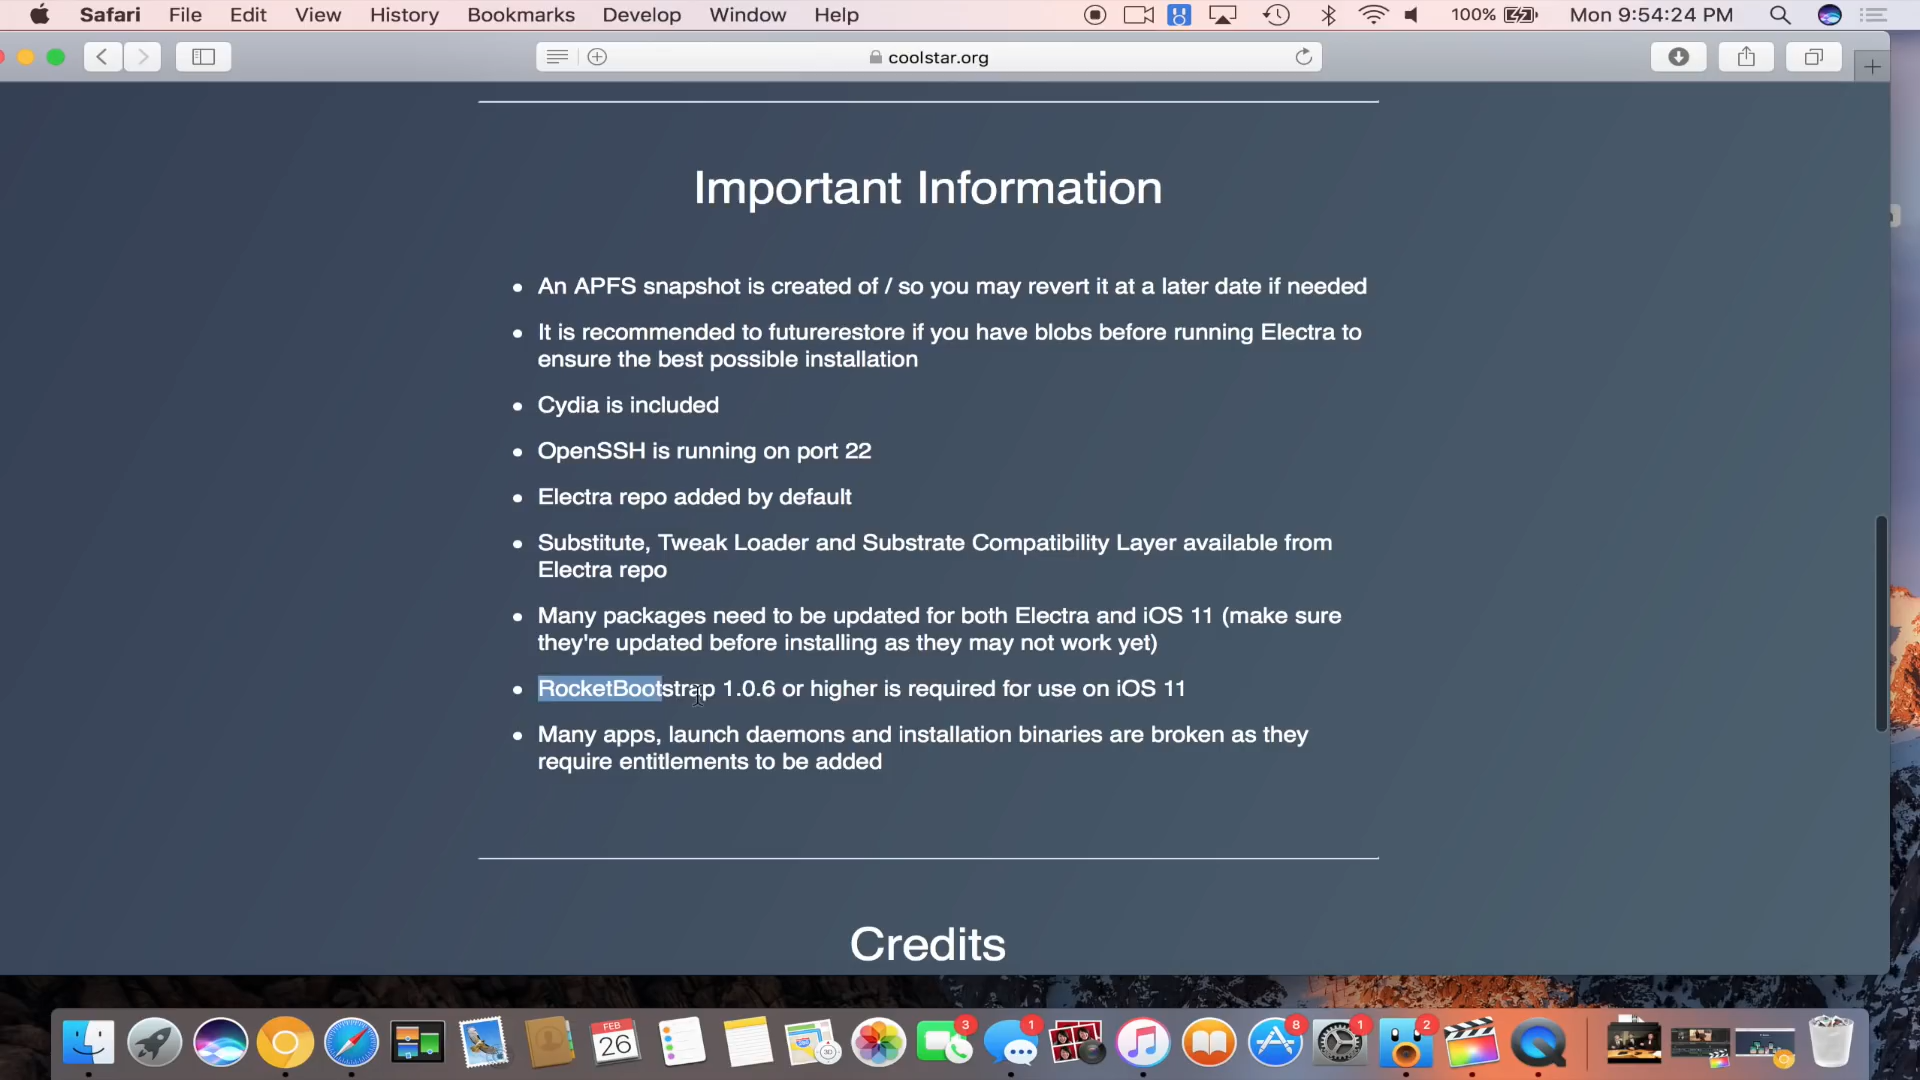 Safari File Edit View History Bookmarks Develop Window Help 100% Mon 9:54:24 PM
coolstar.org
Important Information
An APFS snapshot is created of / so you may revert it at a later date if needed
It is recommended to futurerestore if you have blobs before running Electra to
ensure the best possible installation
Cydia is included
OpenSSH is running on port 22
Electra repo added by default
Substitute, Tweak Loader and Substrate Compatibility Layer available from
Electra repo
Many packages need to be updated for both Electra and iOS 11 (make sure
they're updated before installing as they may not work yet)
RocketBootstrap 1.0.6 or higher is required for use on iOS 11
Many apps, launch daemons and installation binaries are broken as they
require entitlements to be added
Credits
FEB
26
3
1
8
1
2